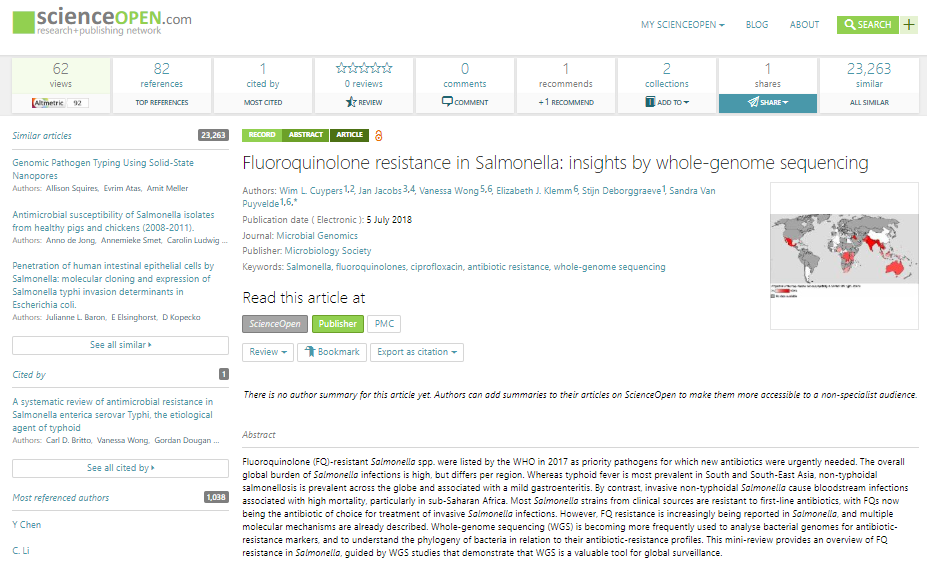 scienceOPEN.com
research+publishing network
MY SCIENCEOPEN
BLOG
ABOUT
SEARCH
+
62
views
Altmetric 92
82
references
TOP REFERENCES
1
cited by
MOST CITED
0 reviews
REVIEW
0
comments
COMMENT
1
recommends
+1 RECOMMEND
2
collections
ADD TO
1
shares
SHARE
23,263
similar
ALL SIMILAR
Similar articles 23,263
Genomic Pathogen Typing Using Solid-State
Nanopores
Authors: Allison Squires, Evrim Atas, Amit Meller
Antimicrobial susceptibility of Salmonella isolates
from healthy pigs and chickens (2008-2011).
Authors: Anno de Jong, Annemieke Smet, Carolin Ludwig ...
Penetration of human intestinal epithelial cells by
Salmonella: molecular cloning and expression of
Salmonella typhi invasion determinants in
Escherichia coli.
Authors: Julianne L. Baron, E Elsinghorst, D Kopecko
See all similar
Cited by 1
A systematic review of antimicrobial resistance in
Salmonella enterica serovar Typhi, the etiological
agent of typhoid
Authors: Carl D. Britto, Vanessa Wong, Gordan Dougan ...
See all cited by
Most referenced authors 1,038
Y Chen
C. Li
RECORD ABSTRACT ARTICLE
Fluoroquinolone resistance in Salmonella: insights by whole-genome sequencing
Authors: Wim L. Cuypers 1,2, Jan Jacobs 3,4, Vanessa Wong 5,6, Elizabeth J. Klemm 6, Stijn Deborggraeve 1, Sandra Van
Puyvelde 1,6,*
Publication date ( Electronic ): 5 July 2018
Journal: Microbial Genomics
Publisher: Microbiology Society
Keywords: Salmonella, fluoroquinolones, ciprofloxacin, antibiotic resistance, whole-genome sequencing
Read this article at
ScienceOpen Publisher PMC
Review Bookmark Export as citation
There is no author summary for this article yet. Authors can add summaries to their articles on ScienceOpen to make them more accessible to a non-specialist audience.
Abstract
Fluoroquinolone (FQ)-resistant Salmonella spp. were listed by the WHO in 2017 as priority pathogens for which new antibiotics were urgently needed. The overall
global burden of Salmonella infections is high, but differs per region. Whereas typhoid fever is most prevalent in South and South-East Asia, non-typhoidal
salmonellosis is prevalent across the globe and associated with a mild gastroenteritis. By contrast, invasive non-typhoidal Salmonella cause bloodstream infections
associated with high mortality, particularly in sub-Saharan Africa. Most Salmonella strains from clinical sources are resistant to first-line antibiotics, with FQs now
being the antibiotic of choice for treatment of invasive Salmonella infections. However, FQ resistance is increasingly being reported in Salmonella, and multiple
molecular mechanisms are already described. Whole-genome sequencing (WGS) is becoming more frequently used to analyse bacterial genomes for antibiotic-
resistance markers, and to understand the phylogeny of bacteria in relation to their antibiotic-resistance profiles. This mini-review provides an overview of FQ
resistance in Salmonella, guided by WGS studies that demonstrate that WGS is a valuable tool for global surveillance.